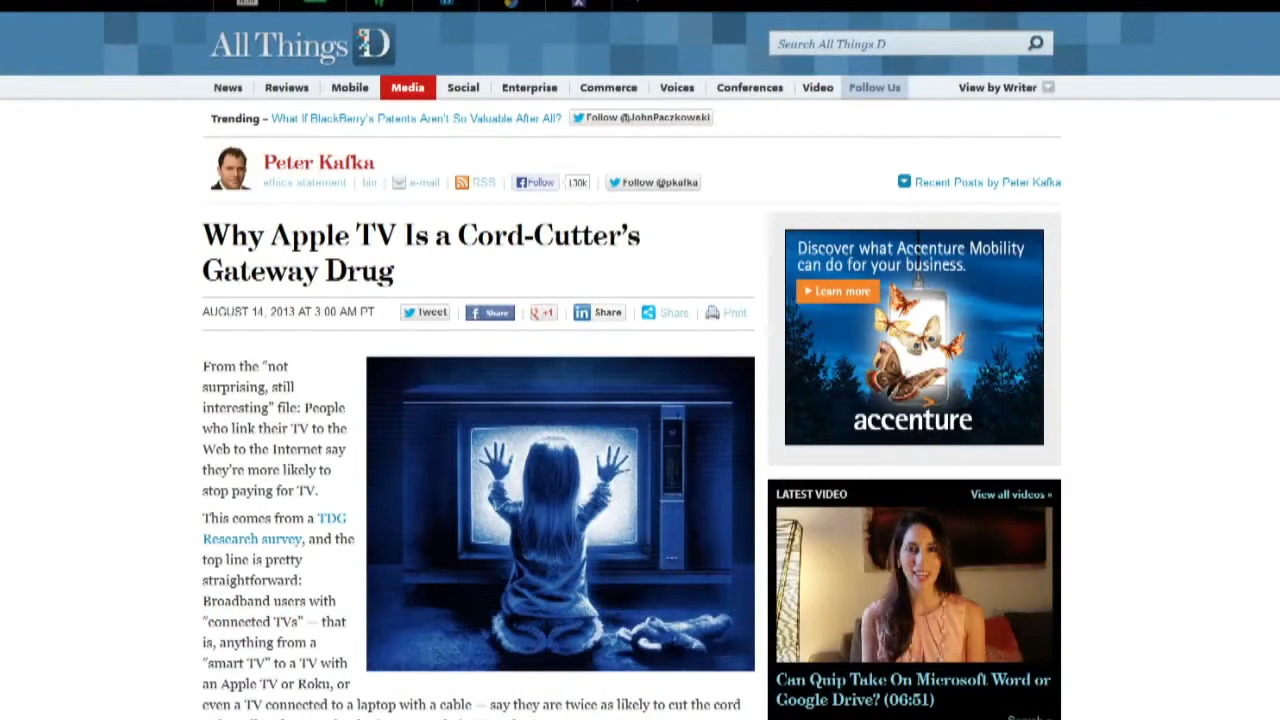 All Things D
Search All Things D
News Reviews Mobile Media Social Enterprise Commerce Voices Conferences Video Follow Us View by Writer
Trending – What If BlackBerry's Patents Aren't So Valuable After All? Follow @JohnPaczkowski
Peter Kafka
ethics statement | bio | e-mail | RSS | Follow 130k | Follow @pkafka
Recent Posts by Peter Kafka
Why Apple TV Is a Cord-Cutter's
Gateway Drug
AUGUST 14, 2013 AT 3:00 AM PT
Tweet | Share | +1 | Share | Share | Print
From the "not
surprising, still
interesting" file: People
who link their TV to the
Web to the Internet say
they're more likely to
stop paying for TV.
This comes from a TDG
Research survey, and the
top line is pretty
straightforward:
Broadband users with
"connected TVs" — that
is, anything from a
"smart TV" to a TV with
an Apple TV or Roku, or
even a TV connected to a laptop with a cable — say they are twice as likely to cut the cord
Discover what Accenture Mobility
can do for your business.
Learn more
accenture
LATEST VIDEO View all videos »
Can Quip Take On Microsoft Word or
Google Drive? (06:51)